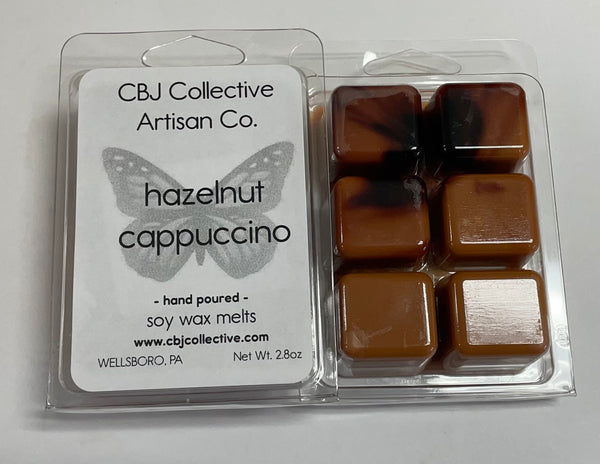 CBJ Collective
Artisan Co.
hazelnut
cappuccino
- hand poured -
soy wax melts
www.cbjcollective.com
WELLSBORO, PA Net Wt. 2.8oz